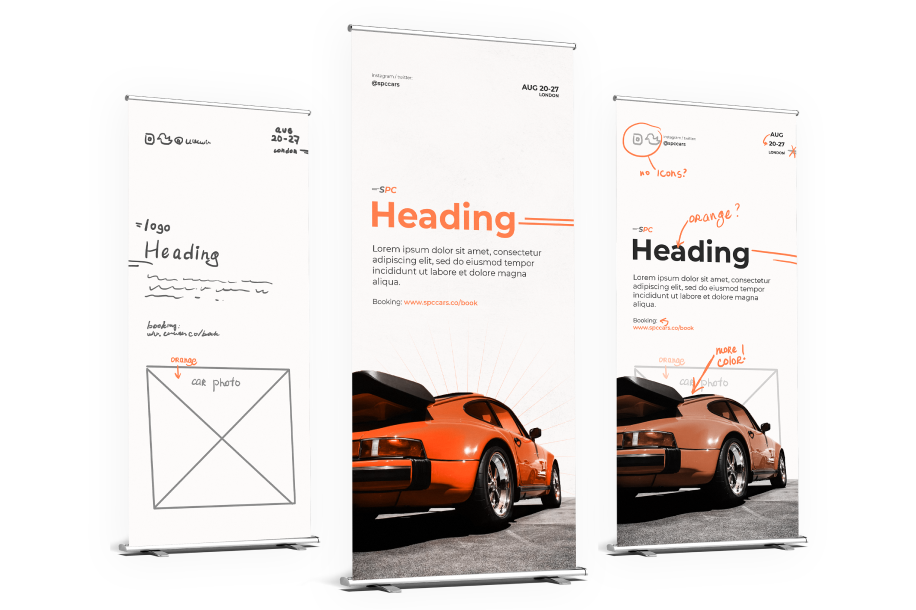 aug
20-27
London
=logo
Heading
booking:
orange
car photo
Instagram / twitter:
@spccars
AUG 20-27
LONDON
SPC
Heading
Lorem ipsum dolor sit amet, consectetur
adipiscing elit, sed do eiusmod tempor
incididunt ut labore et dolore magna
aliqua.
Booking: www.spccars.co/book
Instagram / twitter:
@spccars
AUG
20-27
LONDON
no icons?
orange?
SPC
Heading
Lorem ipsum dolor sit amet, consectetur
adipiscing elit, sed do eiusmod tempor
incididunt ut labore et dolore magna
aliqua.
Booking:
www.spccars.co/book
more
color
orange
car photo